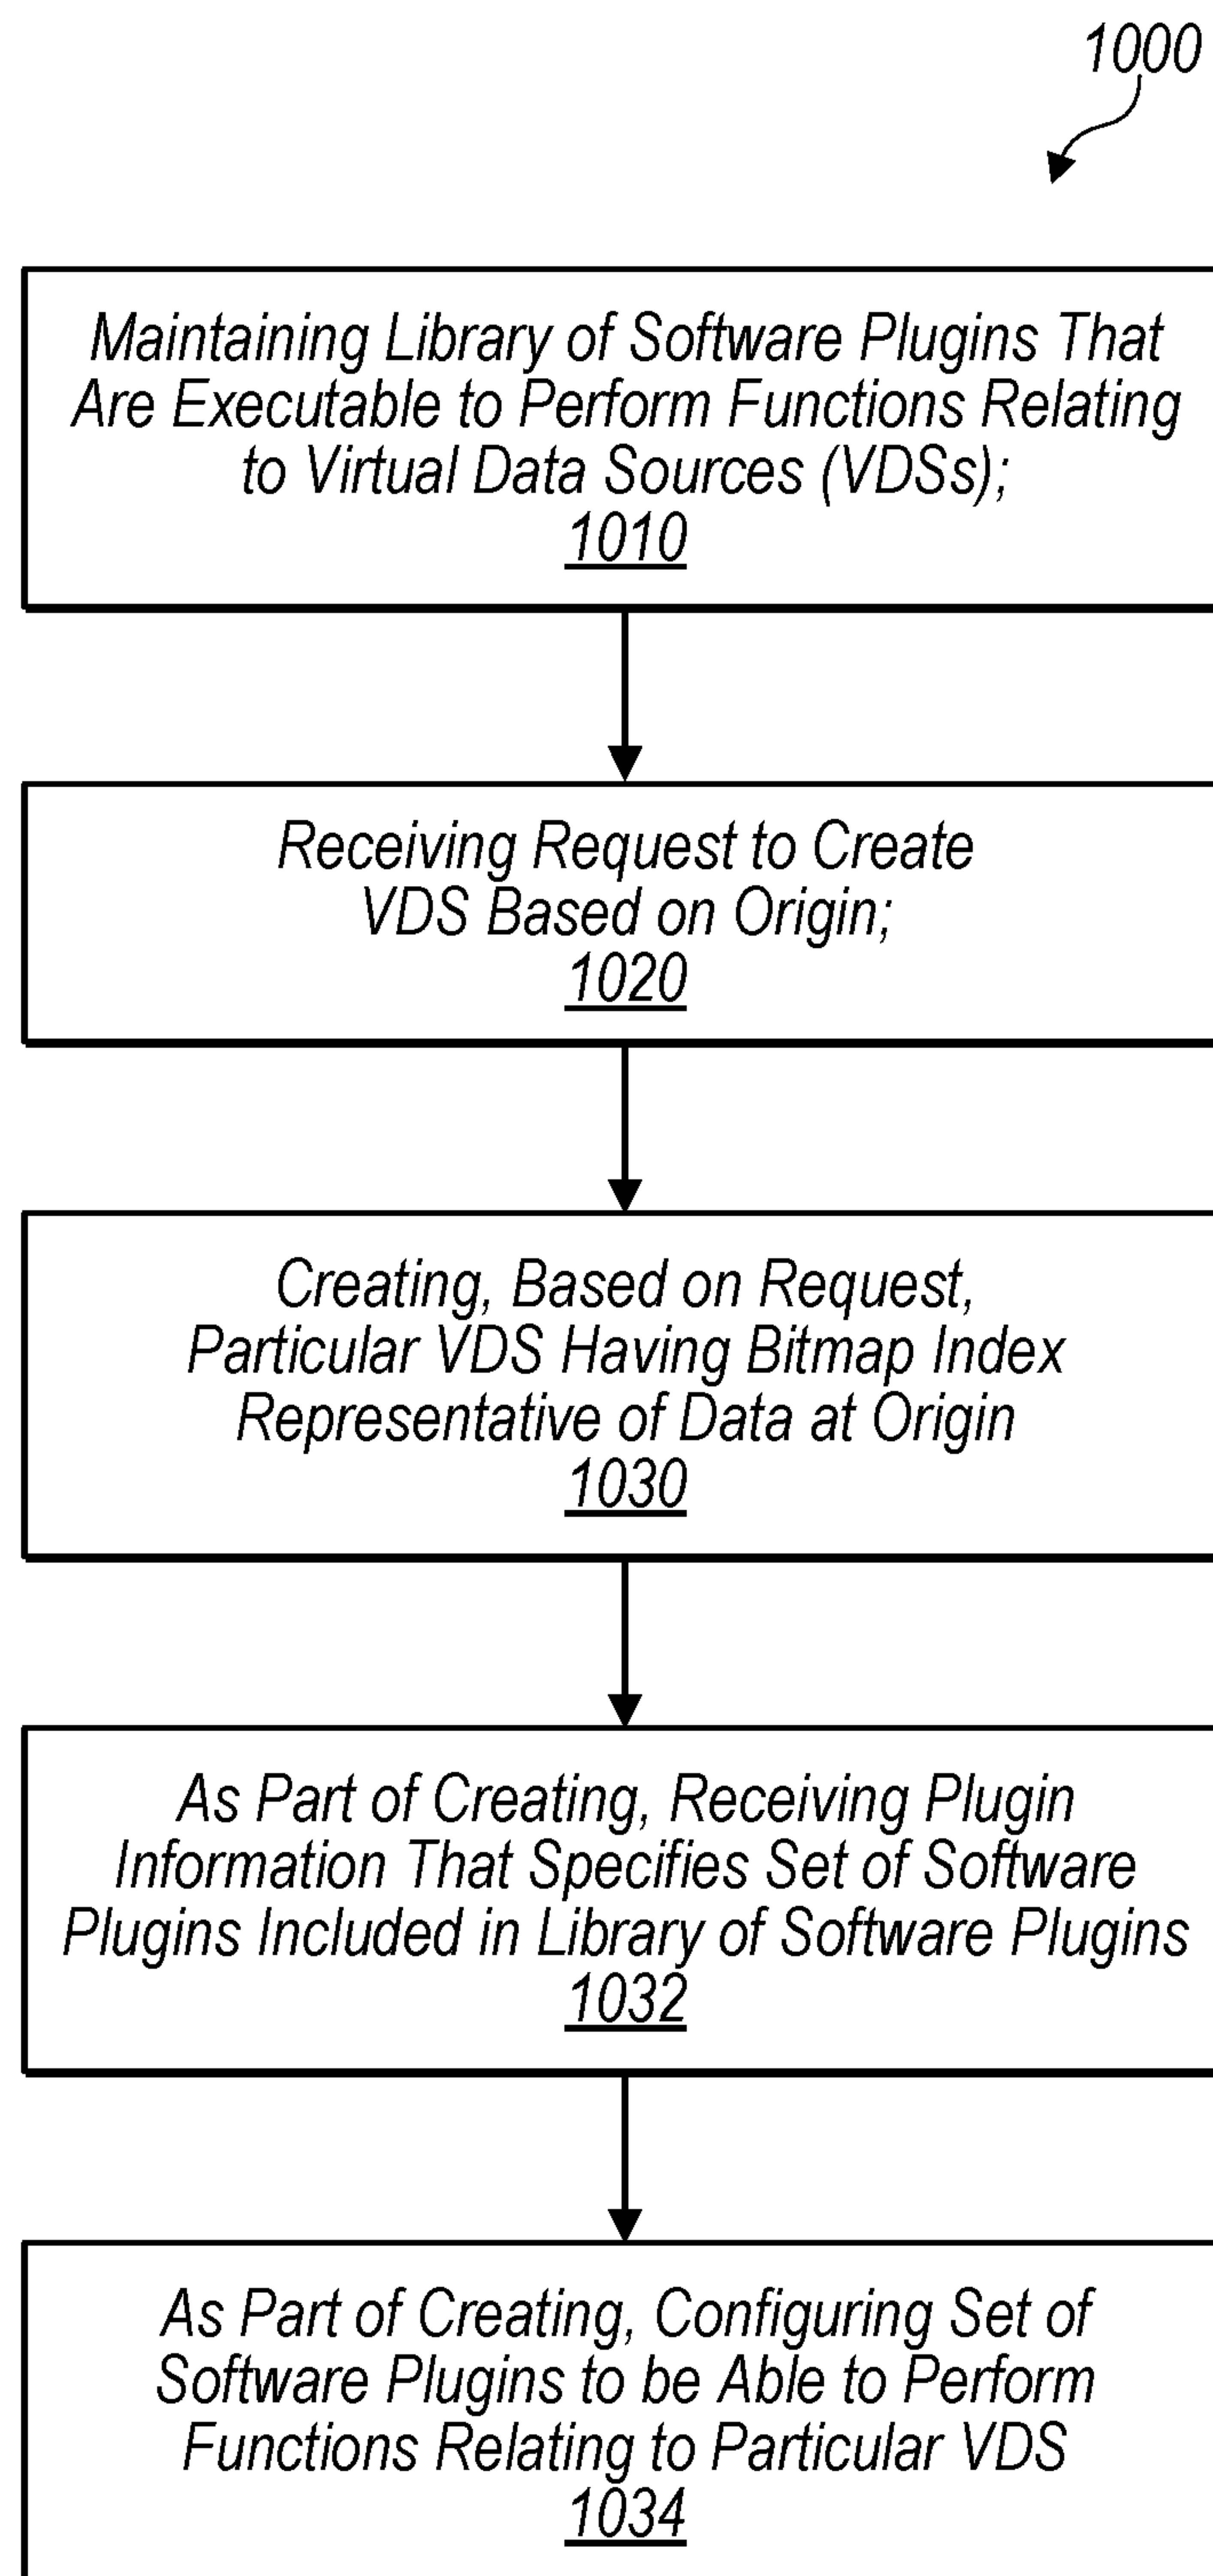 1000
Maintaining Library of Software Plugins That
Are Executable to Perform Functions Relating
to Virtual Data Sources (VDSs);
1010
Receiving Request to Create
VDS Based on Origin;
1020
Creating, Based on Request,
Particular VDS Having Bitmap Index
Representative of Data at Origin
1030
As Part of Creating, Receiving Plugin
Information That Specifies Set of Software
Plugins Included in Library of Software Plugins
1032
As Part of Creating, Configuring Set of
Software Plugins to be Able to Perform
Functions Relating to Particular VDS
1034